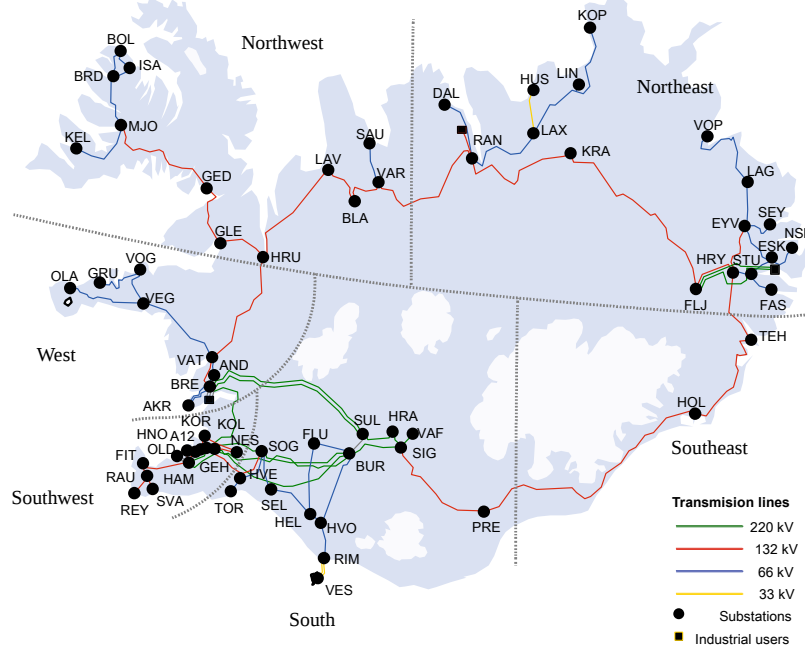 KOP
BOL
Northwest
ISA
BRD
LIN
HUS
Northeast
DAL
MJO
VOP
SAU
LAX
KEL
RAN
KRA
LAV
VAR
LAG
GED
BLA
SEY
EYV
GLE
ESK
HRU
VOG
HRY
STU
OLA
GRU
VEG
FLJ
FAS
TEH
West
VAT
AND
BRE
AKR
HOL
KOR
KOL
SUL
HRA
HNO
A12
FLU
VAF
OLD
NES
SOG
Southeast
FIT
GEH
BUR
SIG
RAU
HAM
HVE
Southwest
REY
SVA
TOR
SEL
HEL
HVO
PRE
RIM
VES
South
Transmision lines
220 kV
132 kV
66 kV
33 kV
Substations
Industrial users